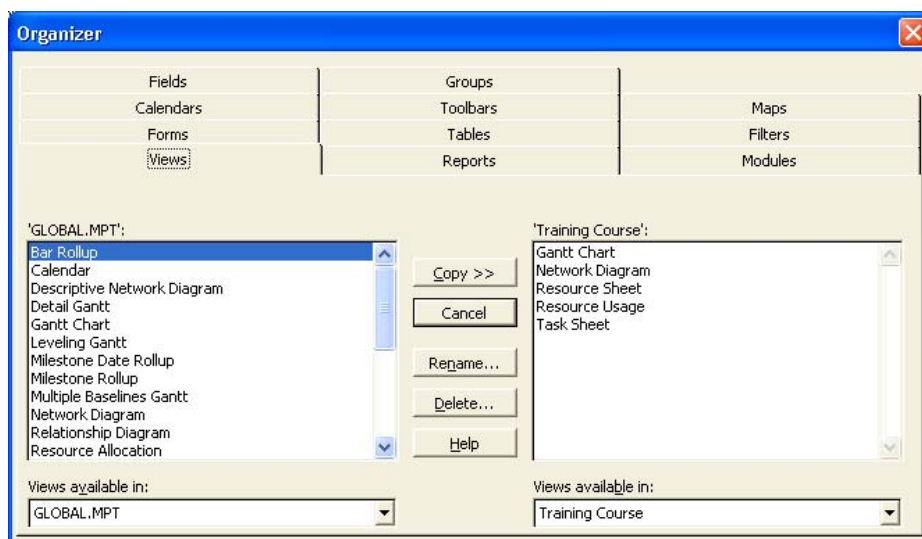 Organizer
Fields Groups
Calendars Toolbars Maps
Forms Tables Filters
Views Reports Modules
'GLOBAL.MPT':
Bar Rollup
Calendar
Descriptive Network Diagram
Detail Gantt
Gantt Chart
Leveling Gantt
Milestone Date Rollup
Milestone Rollup
Multiple Baselines Gantt
Network Diagram
Relationship Diagram
Resource Allocation
Copy >>
Cancel
Rename...
Delete...
Help
'Training Course':
Gantt Chart
Network Diagram
Resource Sheet
Resource Usage
Task Sheet
Views available in:
GLOBAL.MPT
Views available in:
Training Course